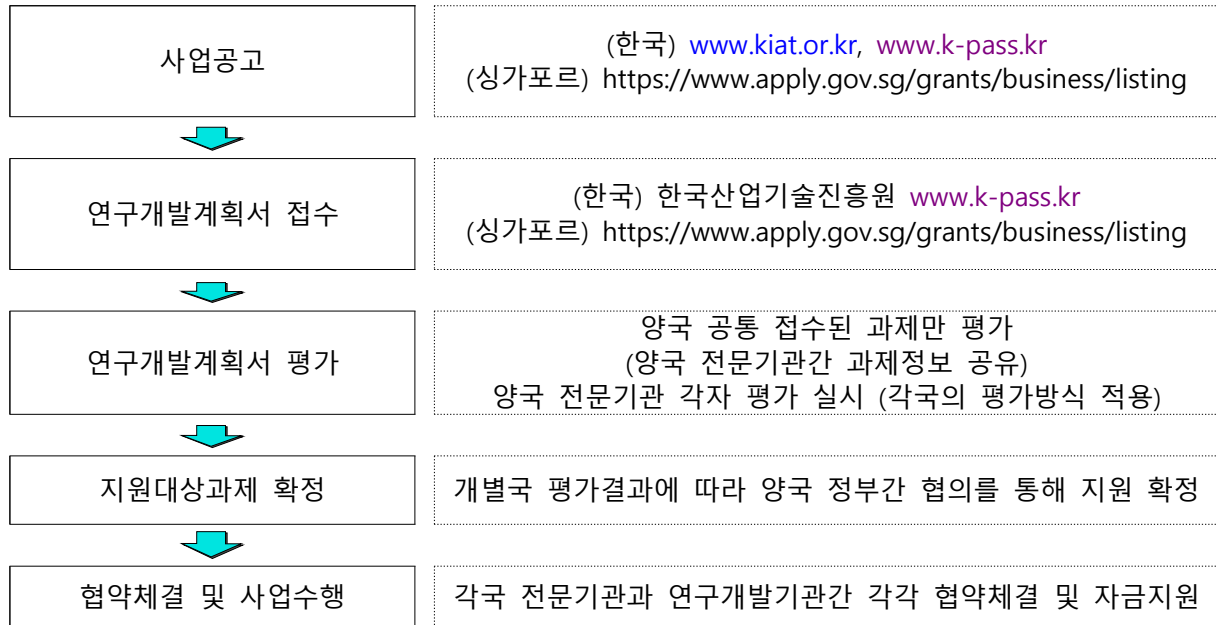 사업공고
(한국) www.kiat.or.kr, www.k-pass.kr
(싱가포르) https://www.apply.gov.sg/grants/business/listing
연구개발계획서 접수
(한국) 한국산업기술진흥원 www.k-pass.kr
(싱가포르) https://www.apply.gov.sg/grants/business/listing
연구개발계획서 평가
양국 공통 접수된 과제만 평가
(양국 전문기관간 과제정보 공유)
양국 전문기관 각자 평가 실시 (각국의 평가방식 적용)
지원대상과제 확정
개별국 평가결과에 따라 양국 정부간 협의를 통해 지원 확정
협약체결 및 사업수행
각국 전문기관과 연구개발기관간 각각 협약체결 및 자금지원